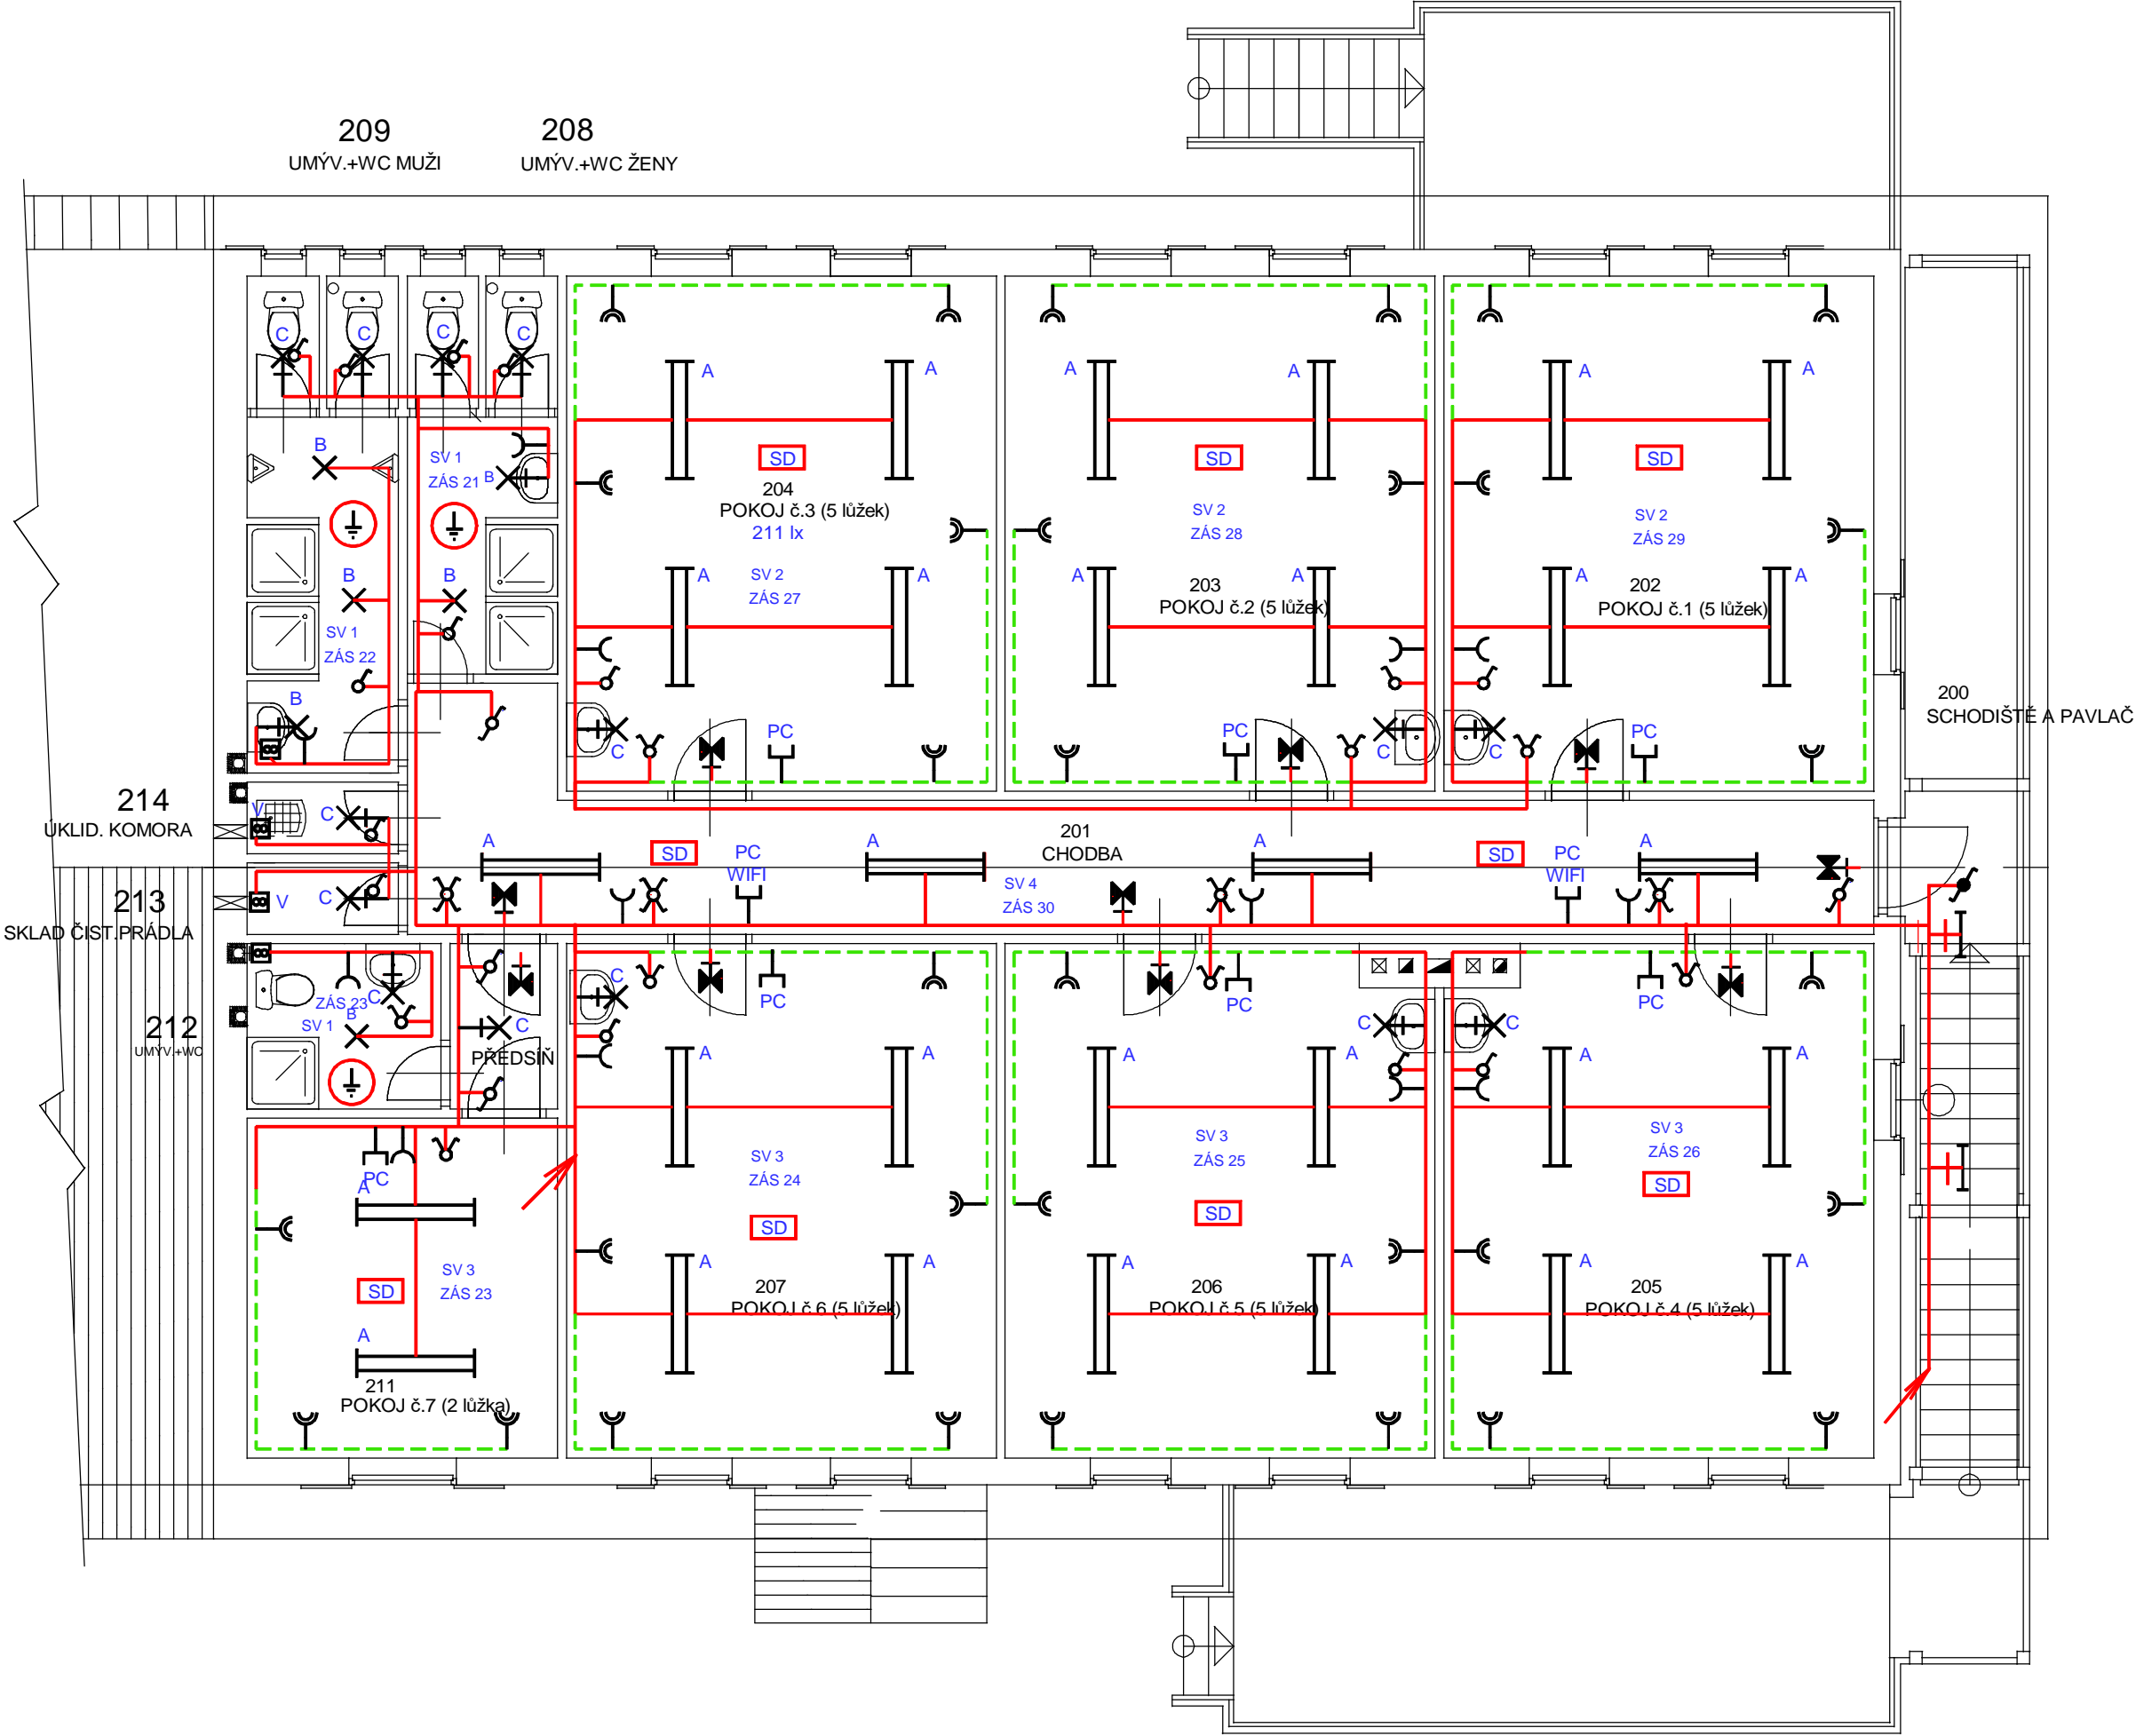 209
UMÝV.+WC MUŽI
208
UMÝV.+WC ŽENY
C
C
C
C
A
A
A
A
A
A
B
SV 1
ZÁS 21
B
SD
SD
SD
204
POKOJ č.3 (5 lůžek)
211 lx
SV 2
ZÁS 28
SV 2
ZÁS 29
B
B
A
SV 2
ZÁS 27
A
A
A
A
A
203
POKOJ č.2 (5 lůžek)
202
POKOJ č.1 (5 lůžek)
SV 1
ZÁS 22
B
200
SCHODIŠTĚ A PAVLAČ
C
PC
PC
C
C
PC
214
ÚKLID. KOMORA
V
C
A
SD
PC
WIFI
A
201
CHODBA
A
SD
PC
WIFI
A
213
SKLAD ČIST.PRÁDLA
V
C
SV 4
ZÁS 30
212
UMÝV.+WC
ZÁS 23
C
SV 1
B
C
PŘEDSÍŇ
C
PC
PC
C
C
PC
A
A
A
A
A
A
PC
A
SV 3
ZÁS 24
SV 3
ZÁS 25
SV 3
ZÁS 26
SD
SD
SD
SD
SV 3
ZÁS 23
A
A
A
A
A
A
A
207
POKOJ č.6 (5 lůžek)
206
POKOJ č.5 (5 lůžek)
205
POKOJ č.4 (5 lůžek)
211
POKOJ č.7 (2 lůžka)